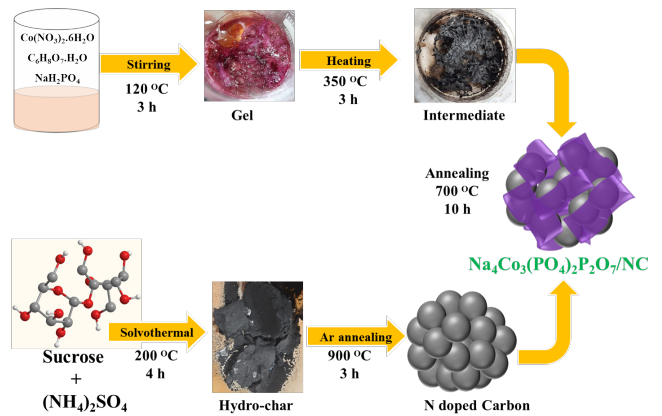 Co(NO3)2.6H2O
C6H8O7.H2O
NaH2PO4
Stirring
120 OC
3 h
Gel
Heating
350 OC
3 h
Intermediate
Annealing
700 OC
10 h
Na4Co3(PO4)2P2O7/NC
Sucrose
+
(NH4)2SO4
Solvothermal
200 OC
4 h
Hydro-char
Ar annealing
900 OC
3 h
N doped Carbon